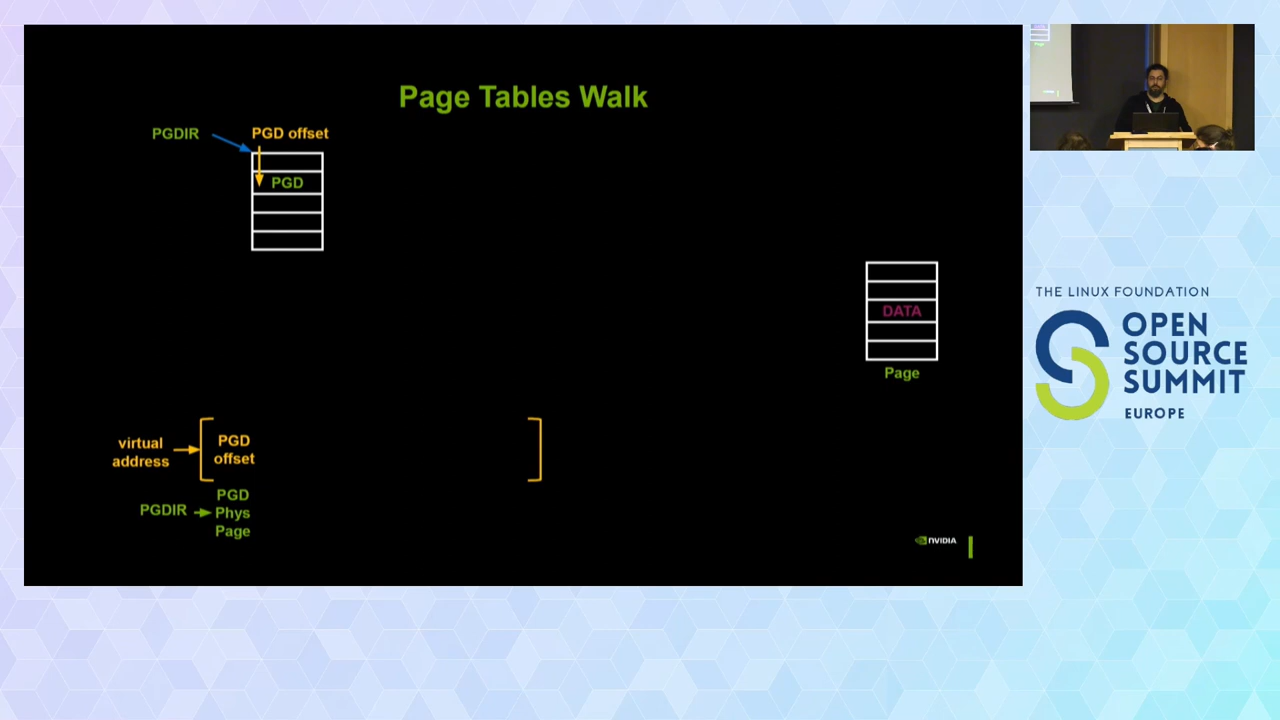 Page Tables Walk
PGDIR
PGD offset
PGD
DATA
Page
virtual
address
PGD
offset
PGDIR
PGD
Phys
Page
NVIDIA
THE LINUX FOUNDATION
OPEN
SOURCE
SUMMIT
EUROPE